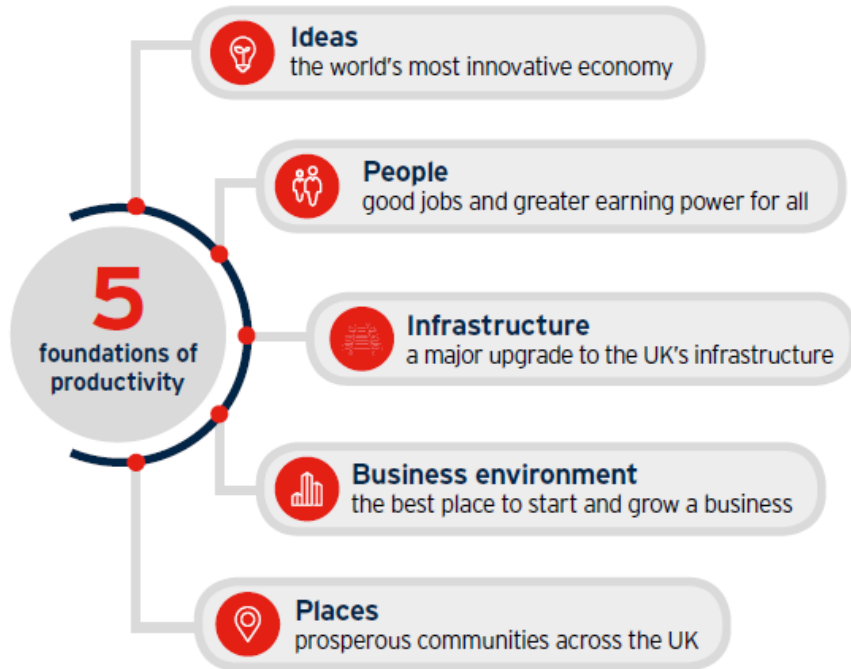 Ideas
the world's most innovative economy
People
good jobs and greater earning power for all
5
foundations of
productivity
Infrastructure
a major upgrade to the UK's infrastructure
Business environment
the best place to start and grow a business
Places
prosperous communities across the UK